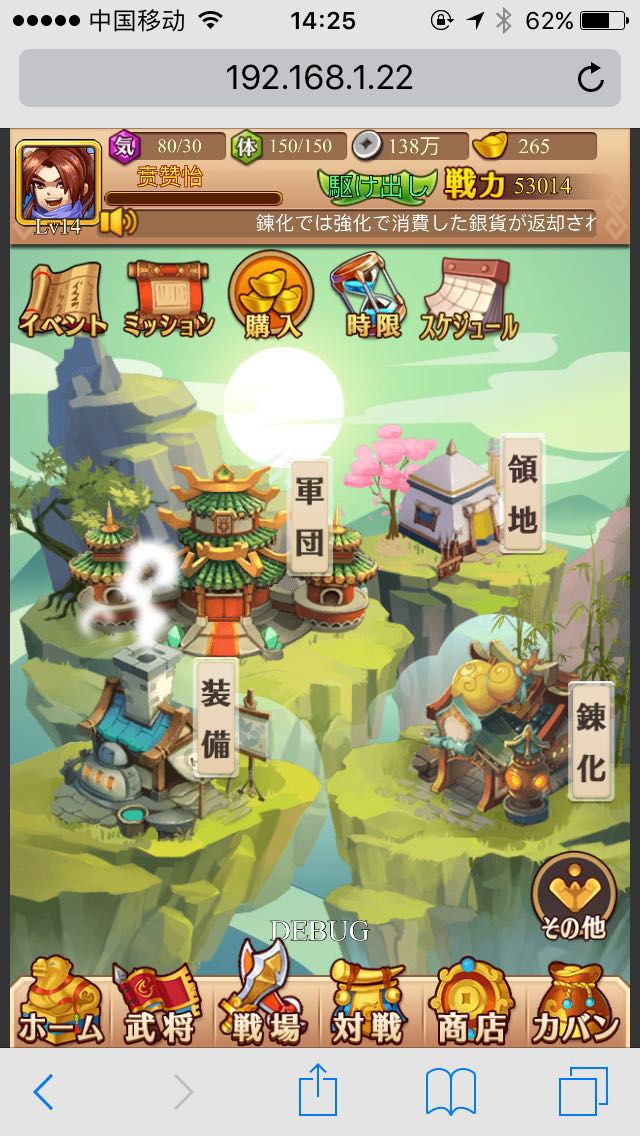 中国移动 14:25 62%
192.168.1.22
気 80/30 体 150/150 138万 265
贲赞怡 駆け出し 戦力 53014
Lv14 錬化では強化で消費した銀貨が返却され
イベント ミッション 購入 時限 スケジュール
軍団
領地
装備
錬化
その他
DEBUG
ホーム 武将 戦場 対戦 商店 カバン